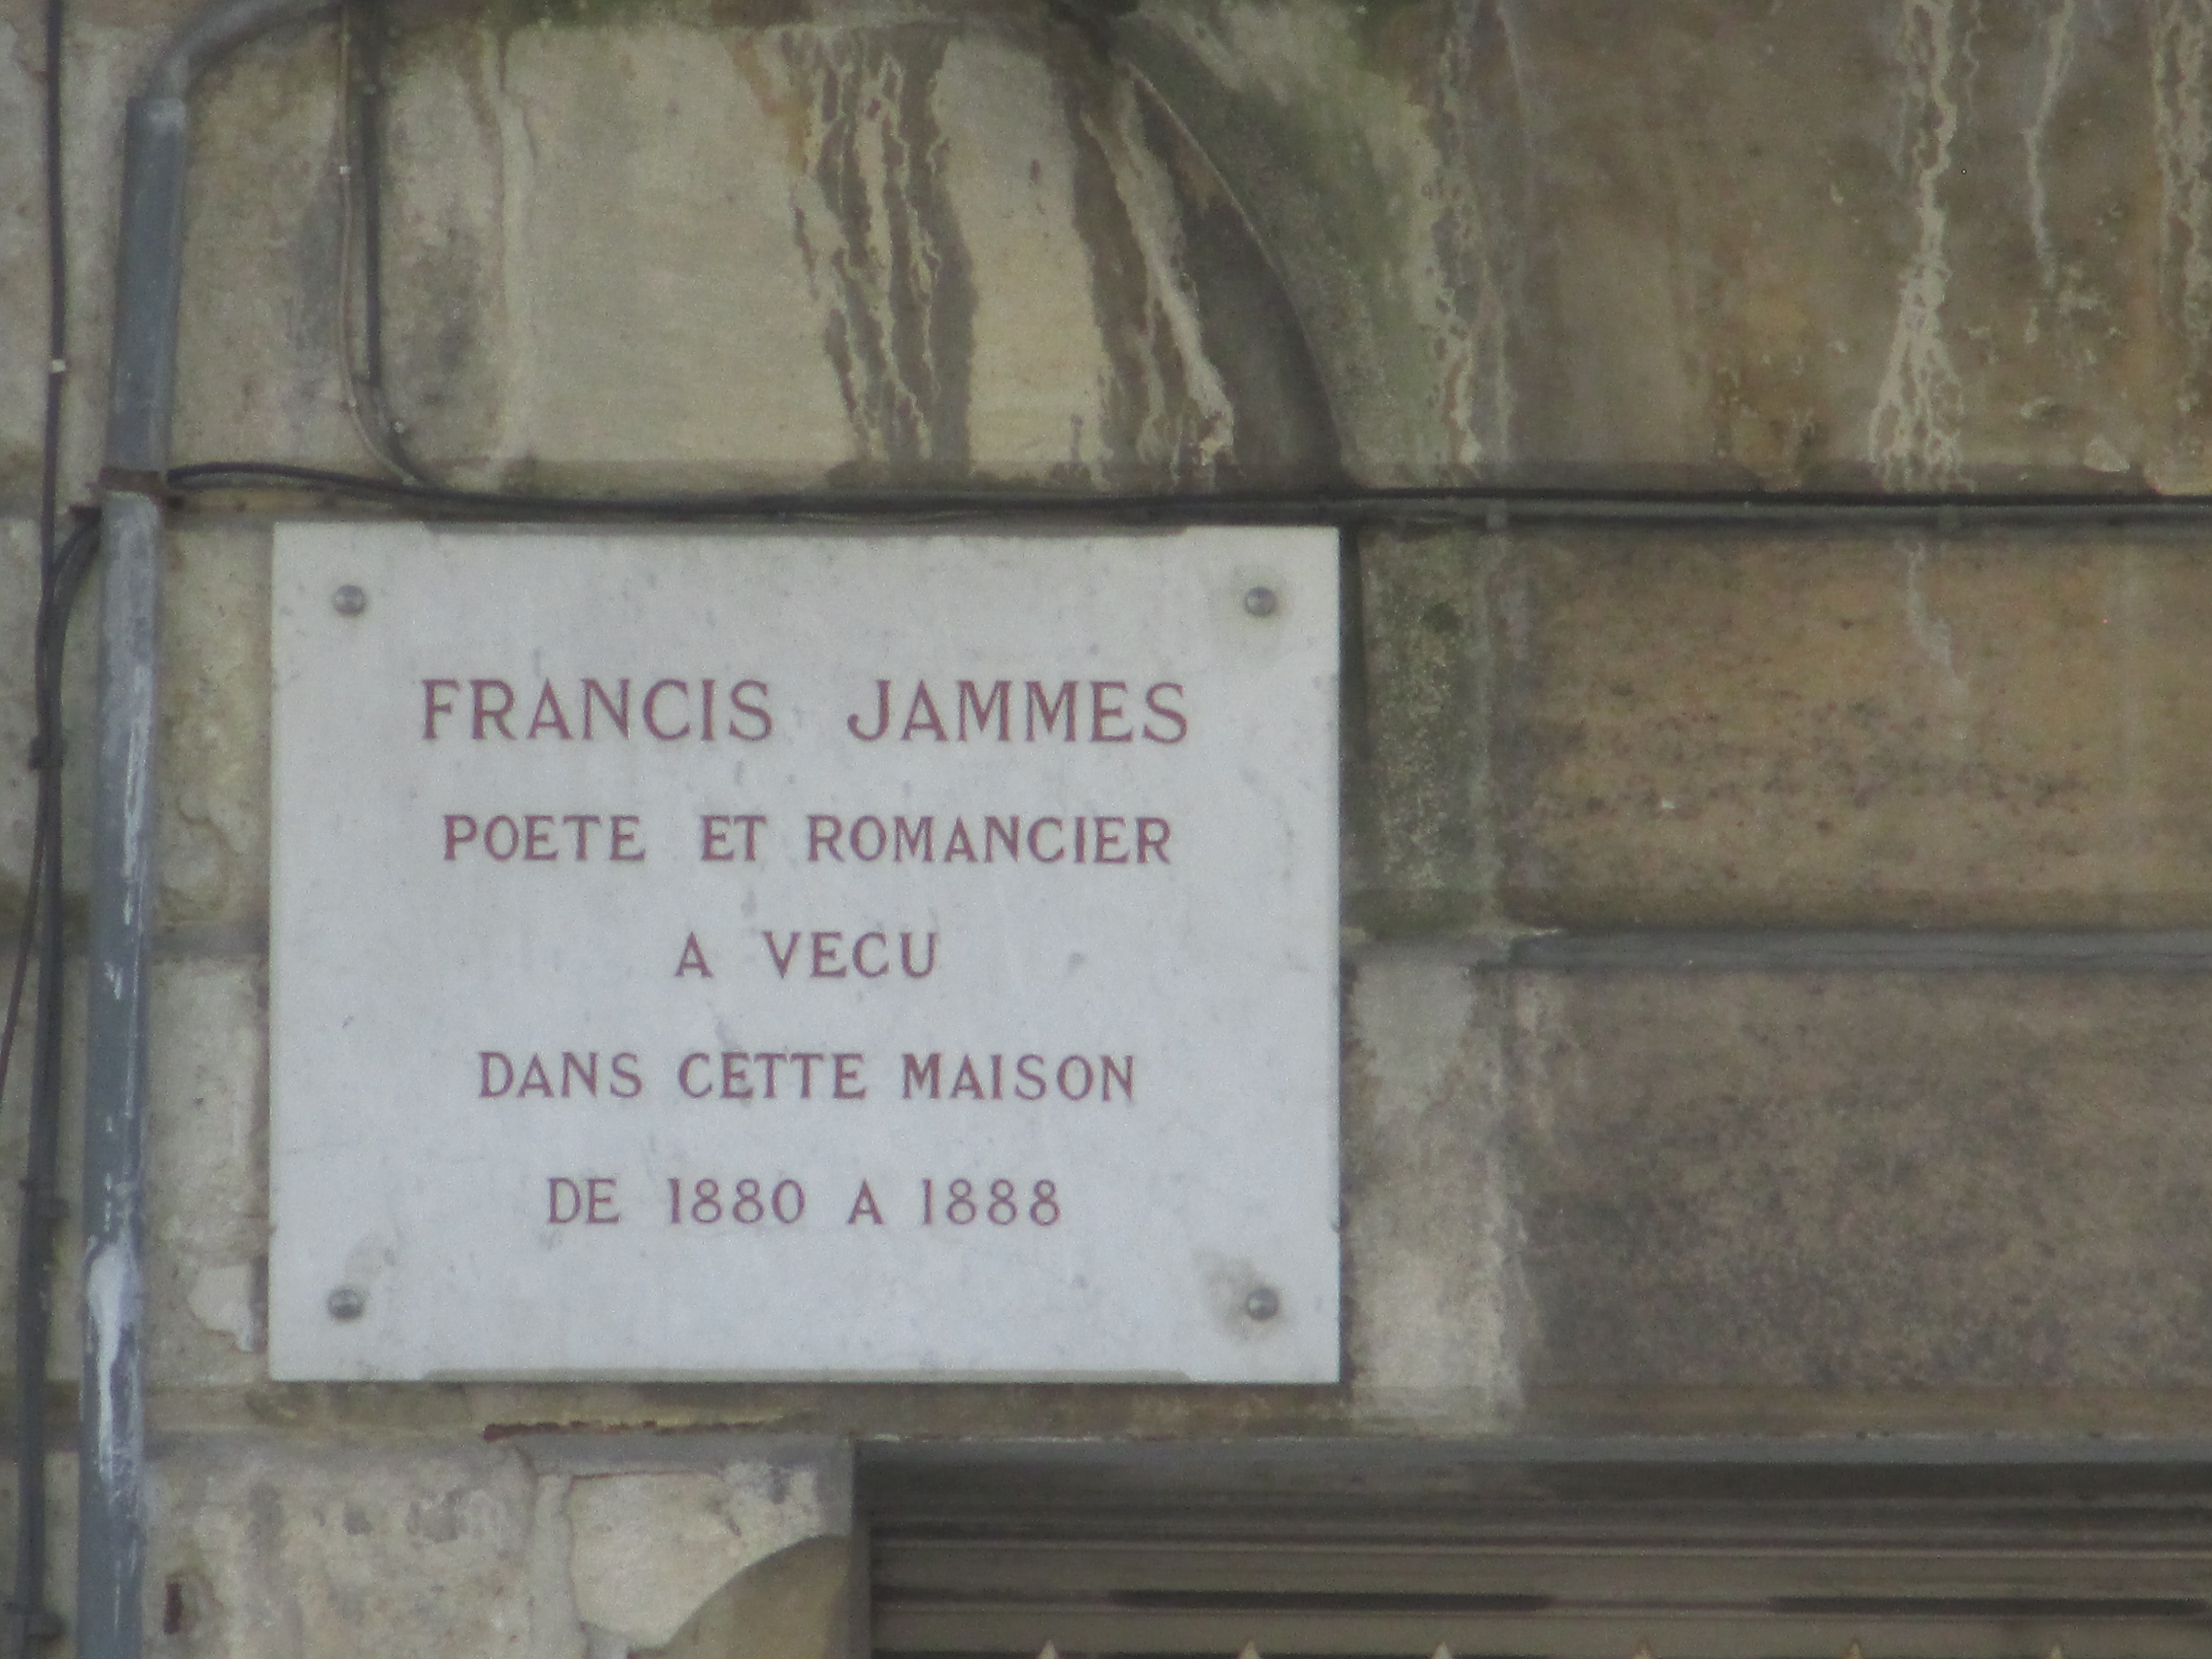 FRANCIS JAMMES
POETE ET ROMANCIER
A VECU
DANS CETTE MAISON
DE 1880 A 1888